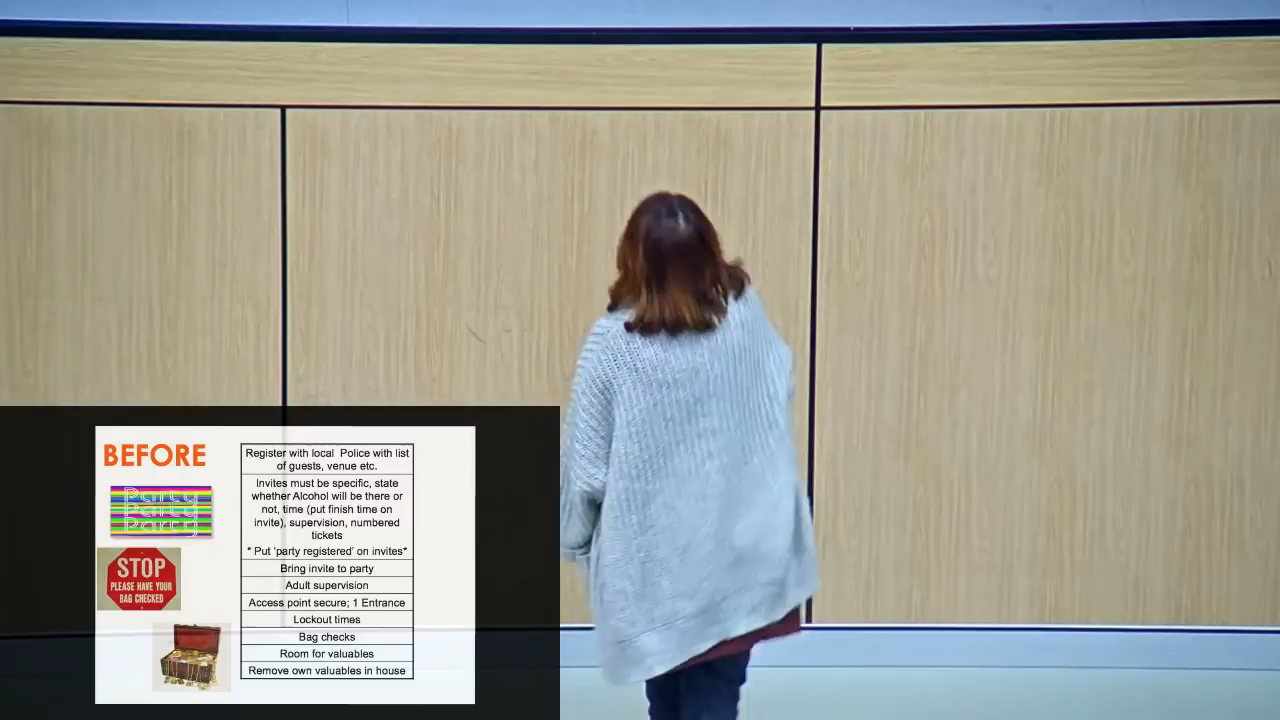 BEFORE
Party
Party
Party
STOP
PLEASE HAVE YOUR
BAG CHECKED
Register with local Police with list
of guests, venue etc.
Invites must be specific, state
whether Alcohol will be there or
not, time (put finish time on
invite), supervision, numbered
tickets
* Put 'party registered' on invites*
Bring invite to party
Adult supervision
Access point secure; 1 Entrance
Lockout times
Bag checks
Room for valuables
Remove own valuables in house